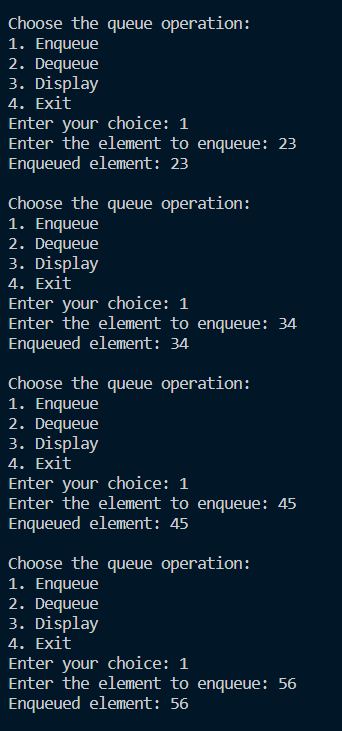 Choose the queue operation:
1. Enqueue
2. Dequeue
3. Display
4. Exit
Enter your choice: 1
Enter the element to enqueue: 23
Enqueued element: 23

Choose the queue operation:
1. Enqueue
2. Dequeue
3. Display
4. Exit
Enter your choice: 1
Enter the element to enqueue: 34
Enqueued element: 34

Choose the queue operation:
1. Enqueue
2. Dequeue
3. Display
4. Exit
Enter your choice: 1
Enter the element to enqueue: 45
Enqueued element: 45

Choose the queue operation:
1. Enqueue
2. Dequeue
3. Display
4. Exit
Enter your choice: 1
Enter the element to enqueue: 56
Enqueued element: 56